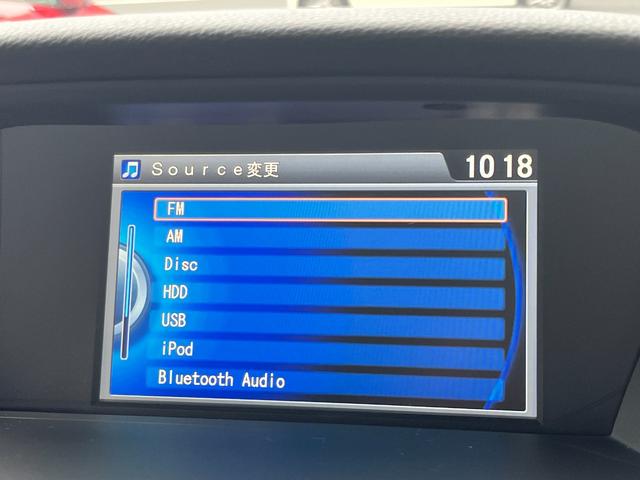 Source変更
10 18
FM
AM
Disc
HDD
USB
iPod
Bluetooth Audio